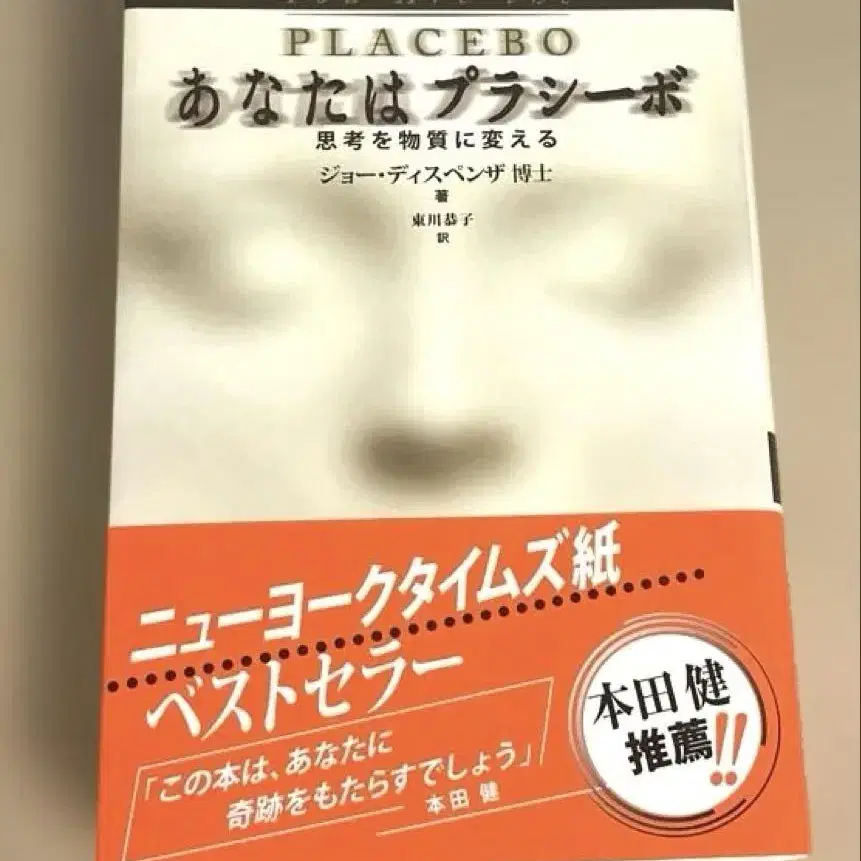 PLACEBO
あなたはプラシーボ
思考を物質に変える
ジョー・ディスペンザ 博士
著
東川恭子
訳
ニューヨークタイムズ紙
ベストセラー
「この本は、あなたに
奇跡をもたらすでしょう」
本田 健
本田 健
推薦!!